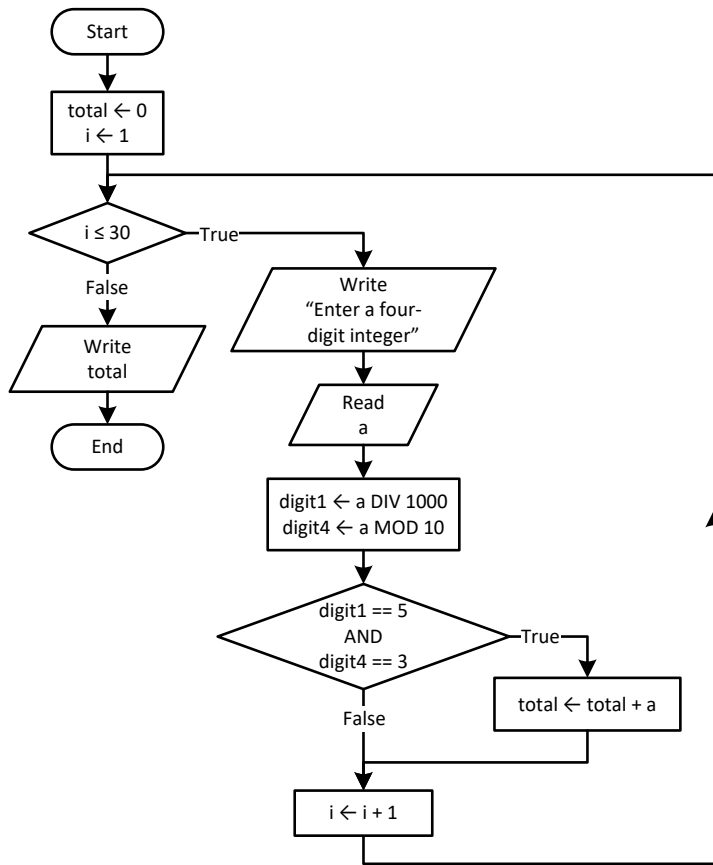 Start
total ← 0
i ← 1
i ≤ 30
True
False
Write
total
End
Write
“Enter a four-
digit integer”
Read
a
digit1 ← a DIV 1000
digit4 ← a MOD 10
digit1 == 5
AND
digit4 == 3
True
total ← total + a
False
i ← i + 1